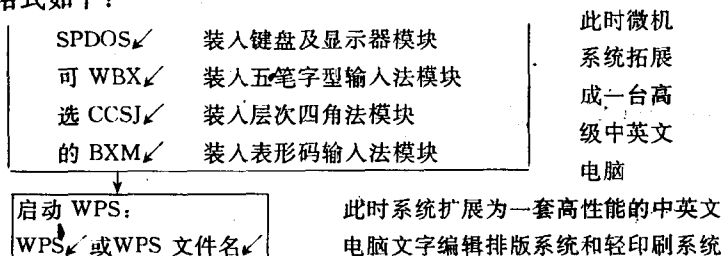 格式如下：
SPDOS↙ 装入键盘及显示器模块
可 WBX↙ 装入五笔字型输入法模块
选 CCSJ↙ 装入层次四角法模块
的 BXM↙ 装入表形码输入法模块
此时微机
系统拓展
成一台高
级中英文
电脑
启动 WPS：
WPS↙或WPS 文件名↙
此时系统扩展为一套高性能的中英文
电脑文字编辑排版系统和轻印刷系统